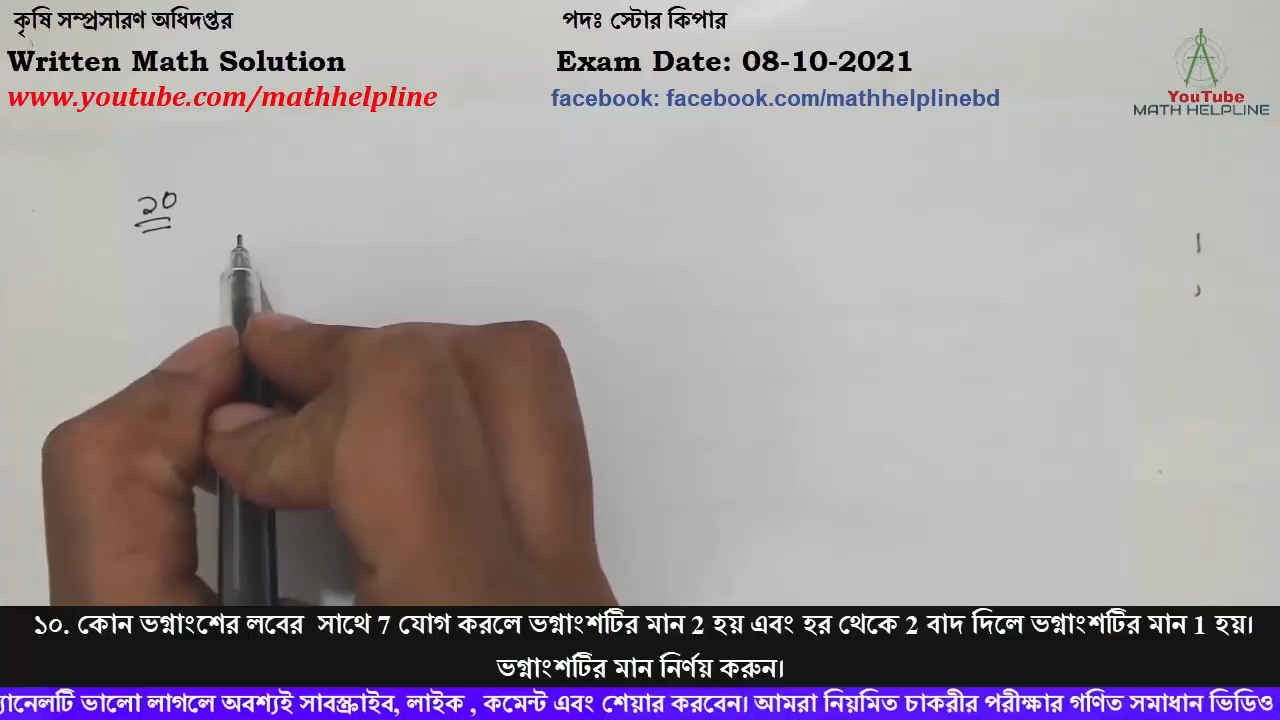 কৃষি সম্প্রসারণ অধিদপ্তর
পদঃ স্টোর কিপার
Written Math Solution
Exam Date: 08-10-2021
www.youtube.com/mathhelpline
facebook: facebook.com/mathhelplinebd
YouTube
MATH HELPLINE
১০
১০. কোন ভগ্নাংশের লবের সাথে 7 যোগ করলে ভগ্নাংশটির মান 2 হয় এবং হর থেকে 2 বাদ দিলে ভগ্নাংশটির মান 1 হয়।
ভগ্নাংশটির মান নির্ণয় করুন।
ভালো লাগলে অবশ্যই সাবস্ক্রাইব, লাইক , কমেন্ট এবং শেয়ার করবেন। আমরা নিয়মিত চাকরীর পরীক্ষার গণিত সমাধান ভিডিও